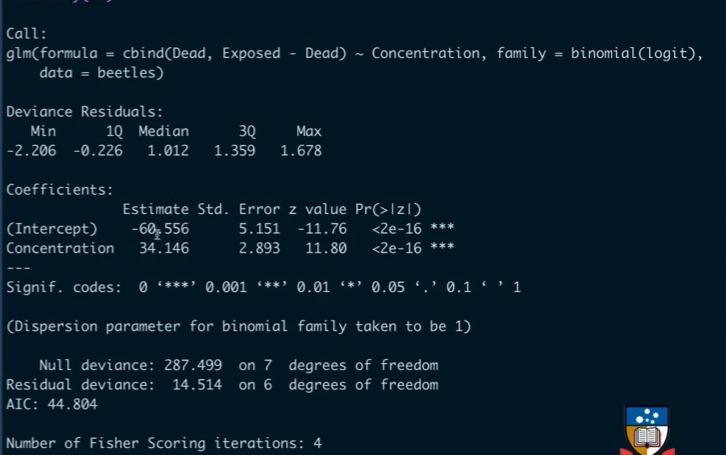 Call:
glm(formula = cbind(Dead, Exposed - Dead) ~ Concentration, family = binomial(logit),
    data = beetles)
Deviance Residuals:
   Min      1Q  Median      3Q     Max
-2.206  -0.226   1.012   1.359   1.678
Coefficients:
              Estimate Std. Error z value Pr(>|z|)
(Intercept)    -60.556      5.151  -11.76   <2e-16 ***
Concentration   34.146      2.893   11.80   <2e-16 ***
---
Signif. codes:  0 ‘***’ 0.001 ‘**’ 0.01 ‘*’ 0.05 ‘.’ 0.1 ‘ ’ 1
(Dispersion parameter for binomial family taken to be 1)
    Null deviance: 287.499  on 7  degrees of freedom
Residual deviance:  14.514  on 6  degrees of freedom
AIC: 44.804
Number of Fisher Scoring iterations: 4